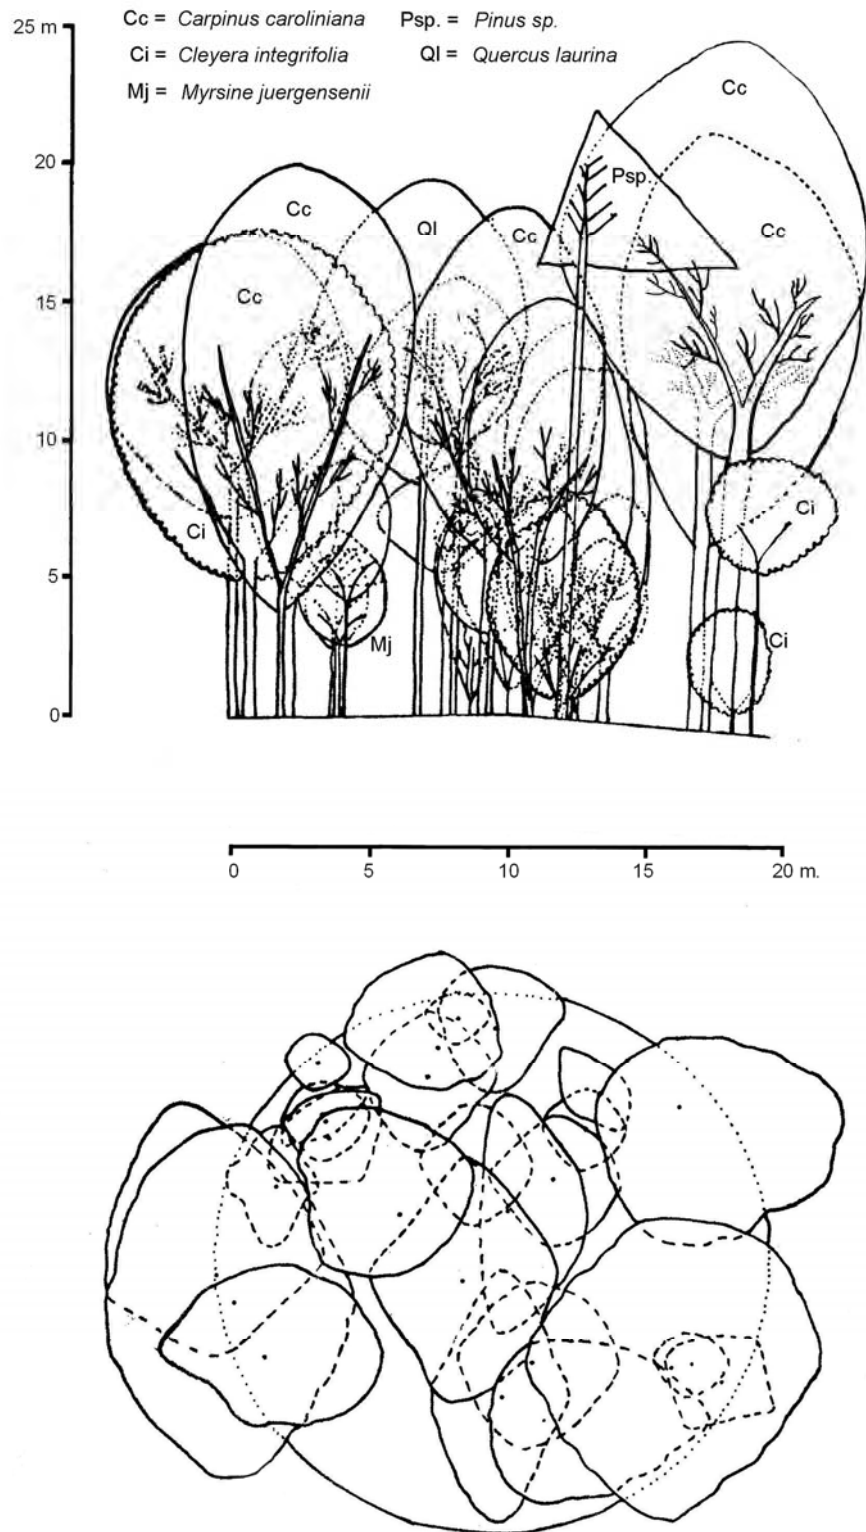 25 m
Cc = Carpinus caroliniana
Psp. = Pinus sp.
Ci = Cleyera integrifolia
Ql = Quercus laurina
Mj = Myrsine juergensenii
Cc
20
Psp.
Cc
Ql
Cc
Cc
Cc
15
10
Ci
Ci
5
Mj
Ci
0
0 5 10 15 20 m.